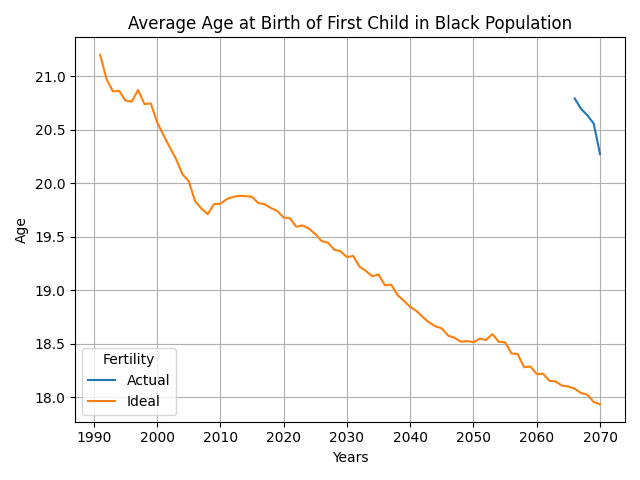 Average Age at Birth of First Child in Black Population
21.0
20.5
20.0
19.5
19.0
18.5
18.0
Age
Fertility
Actual
Ideal
1990 2000 2010 2020 2030 2040 2050 2060 2070
Years